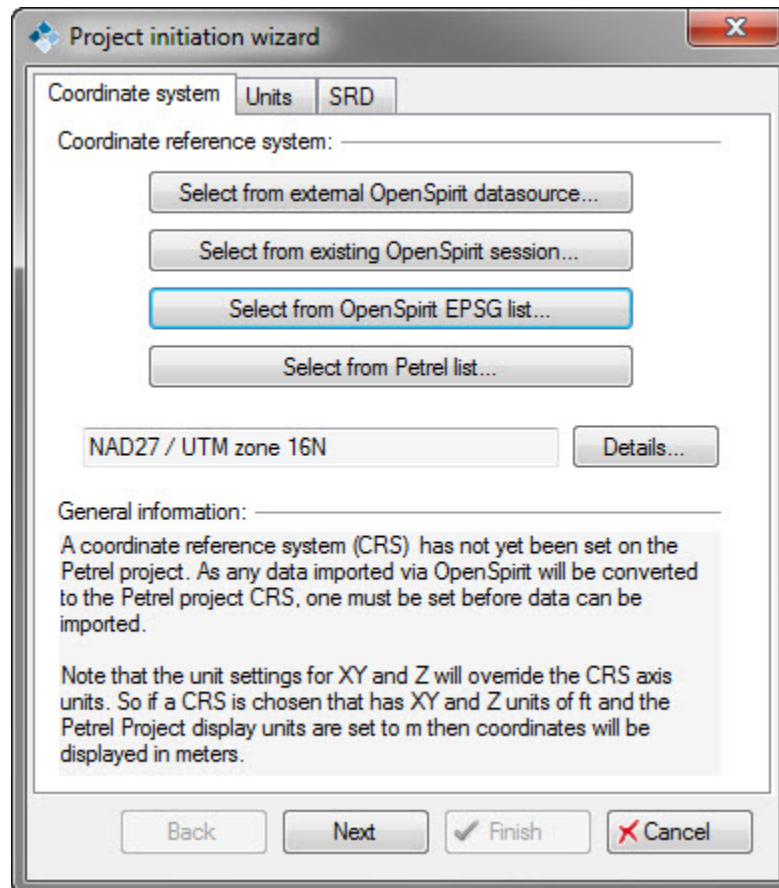 Project initiation wizard
Coordinate system Units SRD
Coordinate reference system:
Select from external OpenSpirit datasource...
Select from existing OpenSpirit session...
Select from OpenSpirit EPSG list...
Select from Petrel list...
NAD27 / UTM zone 16N Details...
General information:
A coordinate reference system (CRS) has not yet been set on the
Petrel project. As any data imported via OpenSpirit will be converted
to the Petrel project CRS, one must be set before data can be
imported.
Note that the unit settings for XY and Z will override the CRS axis
units. So if a CRS is chosen that has XY and Z units of ft and the
Petrel Project display units are set to m then coordinates will be
displayed in meters.
Back Next Finish Cancel